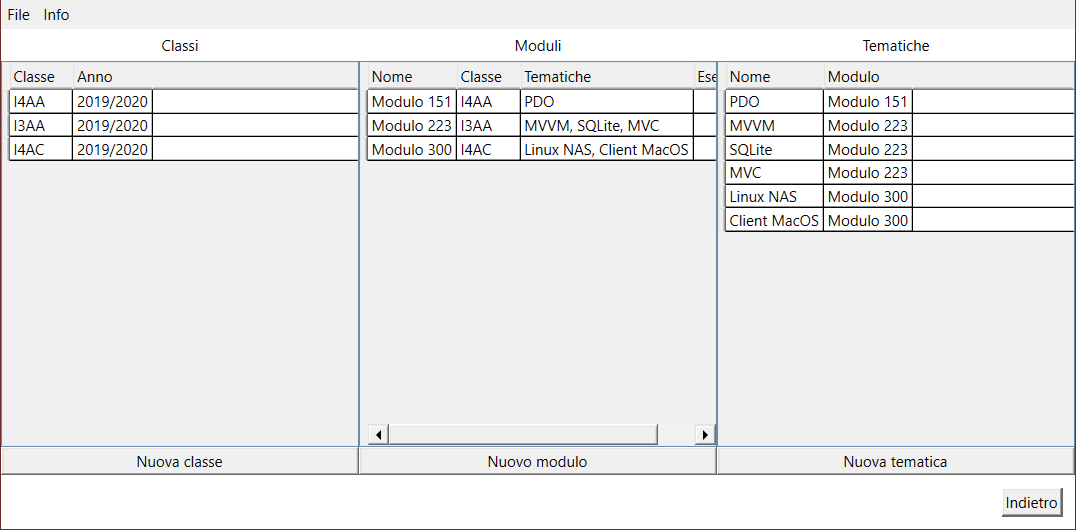 File Info
Classi Moduli Tematiche
Classe Anno
I4AA 2019/2020
I3AA 2019/2020
I4AC 2019/2020
Nuova classe
Nome Classe Tematiche Ese
Modulo 151 I4AA PDO
Modulo 223 I3AA MVVM, SQLite, MVC
Modulo 300 I4AC Linux NAS, Client MacOS
Nuovo modulo
Nome Modulo
PDO Modulo 151
MVVM Modulo 223
SQLite Modulo 223
MVC Modulo 223
Linux NAS Modulo 300
Client MacOS Modulo 300
Nuova tematica
Indietro